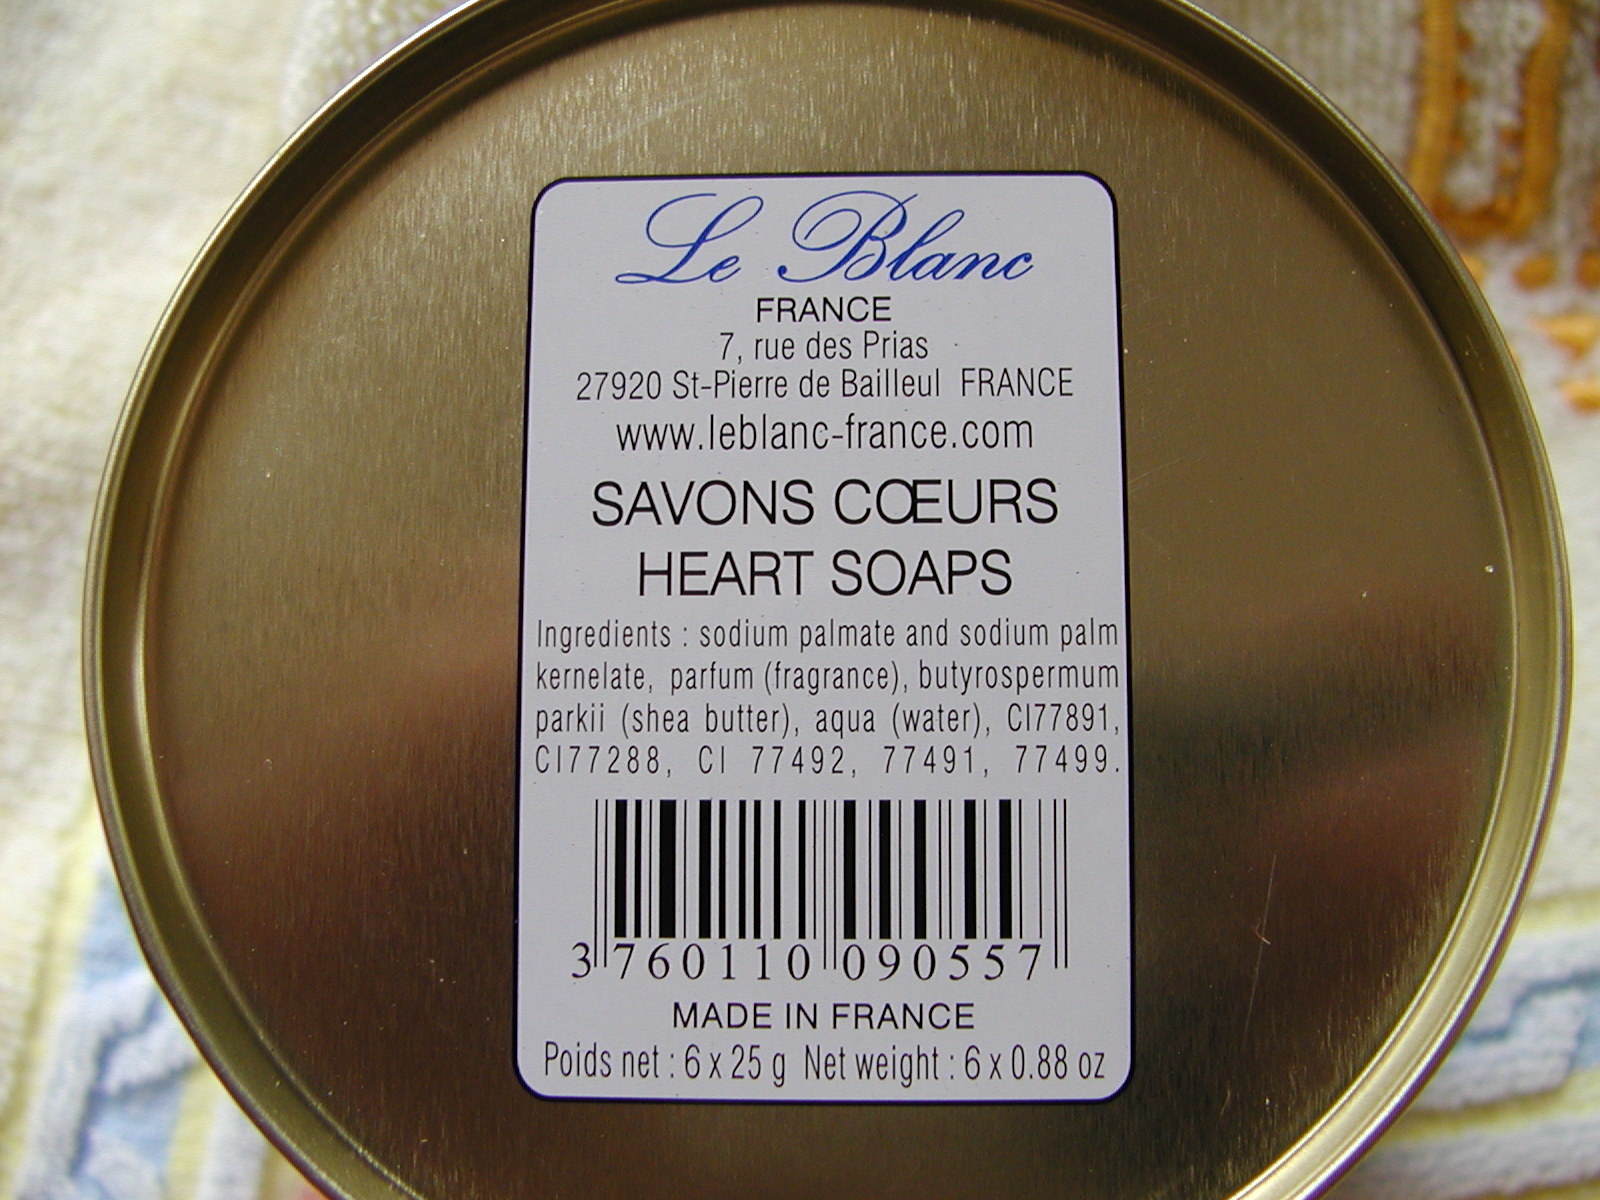 Le Blanc
FRANCE
7, rue des Prias
27920 St-Pierre de Bailleul FRANCE
www.leblanc-france.com
SAVONS CŒURS
HEART SOAPS
Ingredients : sodium palmate and sodium palm
kernelate, parfum (fragrance), butyrospermum
parkii (shea butter), aqua (water), CI77891,
CI77288, CI 77492, 77491, 77499.
3 760110 090557
MADE IN FRANCE
Poids net : 6 x 25 g Net weight : 6 x 0.88 oz